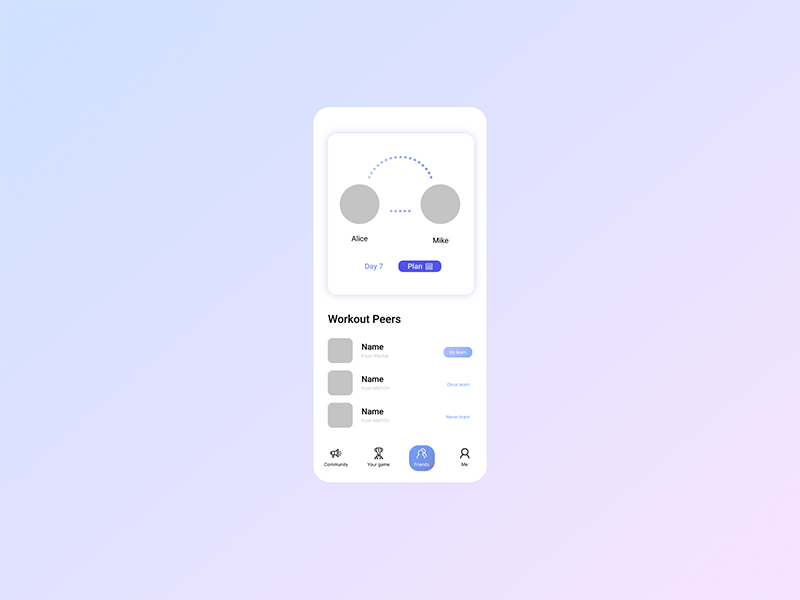 Alice
Mike
Day 7
Plan
Workout Peers
Name
From Wechat
On team
Name
From MATCH
Once team
Name
From MATCH
Never team
Community
Your game
Friends
Me